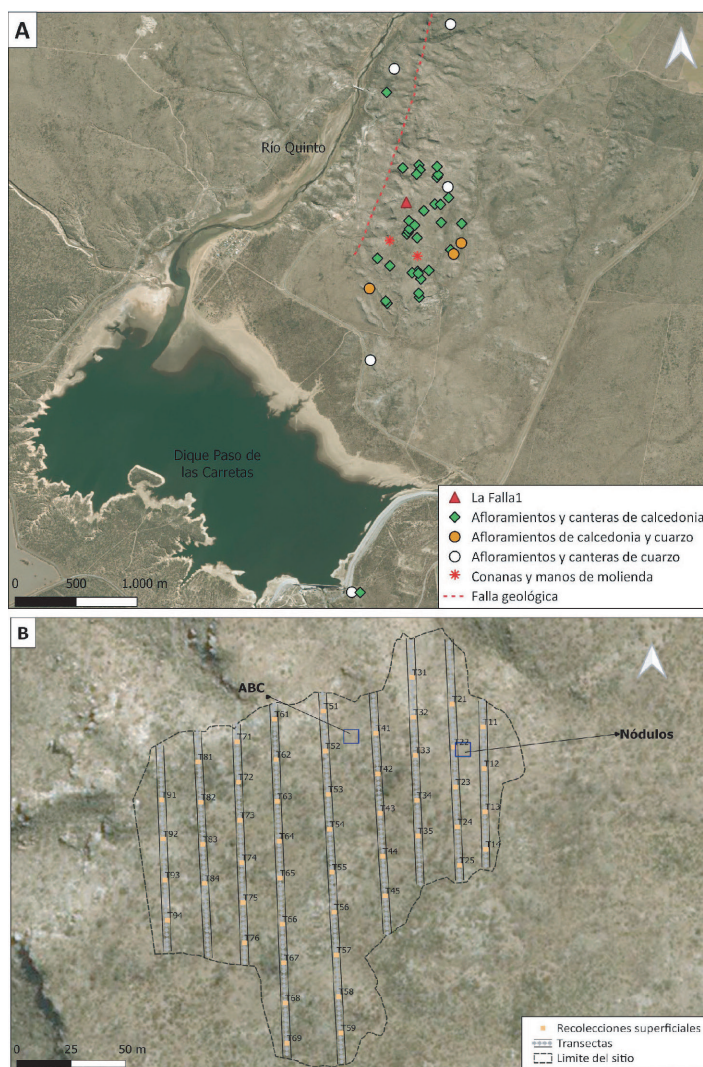 A
Río Quinto
Dique Paso de
las Carretas
La Falla1
Afloramientos y canteras de calcedonia
Afloramientos de calcedonia y cuarzo
Afloramientos y canteras de cuarzo
Conanas y manos de molienda
Falla geológica
0 500 1.000 m
B
ABC
Nódulos
T31
T21
T51
T61
T11
T32
T41
T71
T52
T22
T33
T62
T81
T12
T42
T72
T23
T53
T91
T82
T63
T34
T43
T13
T73
T24
T54
T35
T92
T83
T64
T14
T44
T74
T25
T55
T65
T93
T84
T45
T75
T56
T94
T66
T76
T57
T67
T58
T68
T59
T69
Recolecciones superficiales
Transectas
Limite del sitio
0 25 50 m